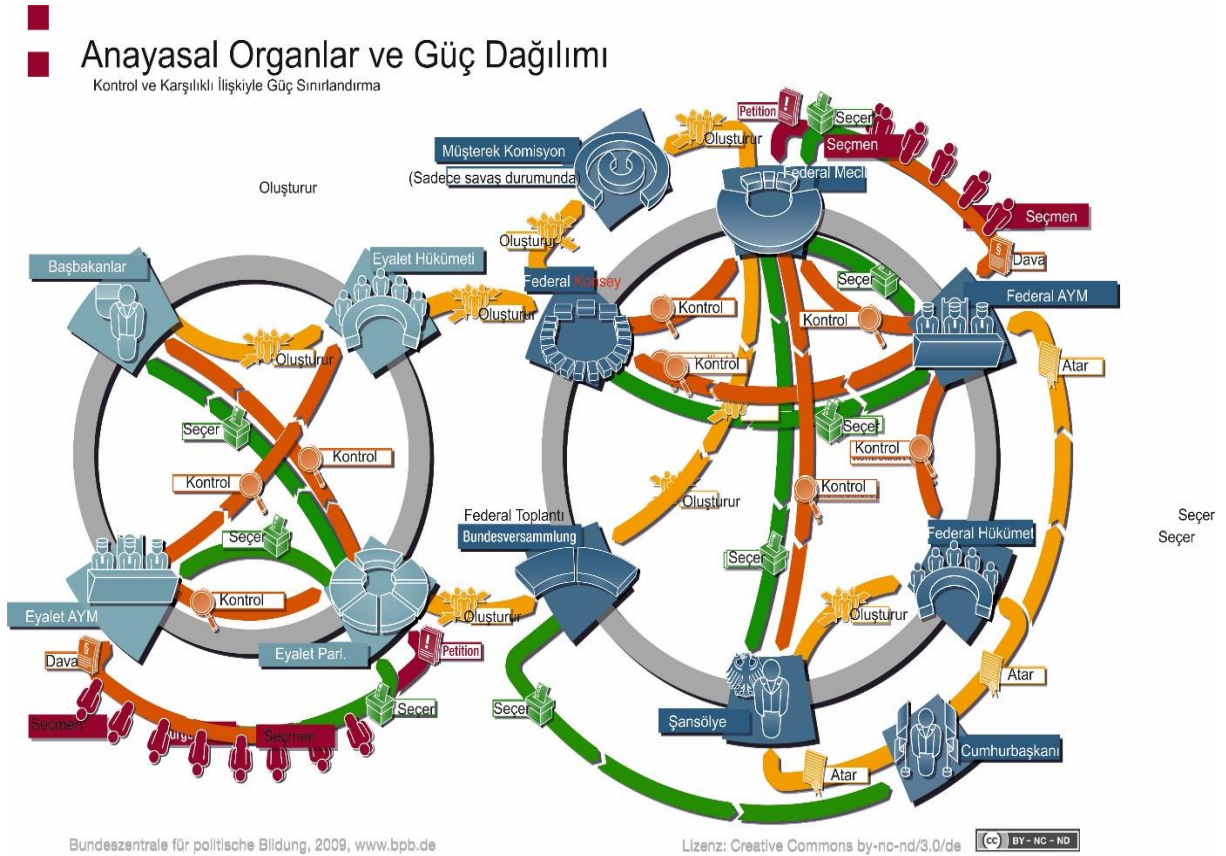 Anayasal Organlar ve Güç Dağılımı
Kontrol ve Karşılıklı İlişkiyle Güç Sınırlandırma
Petition
Seçer
Oluşturur
Seçmen
Müşterek Komisyon
(Sadece savaş durumunda)
Federal Mecli
Oluşturur
Seçmen
Oluşturur
Dava
Eyalet Hükümeti
Başbakanlar
Federal Konsey
Seçer
Federal AYM
Oluşturur
Kontrol
Kontrol
Oluşturur
Kontrol
Atar
Seçer
Seçer
Kontrol
Kontrol
Kontrol
Kontrol
Oluşturur
Federal Toplantı
Bundesversammlung
Seçer
Seçer
Seçer
Federal Hükümet
Seçer
Kontrol
Oluşturur
Oluşturur
Eyalet AYM
Eyalet Parl.
Petition
Dava
Atar
Seçer
Seçer
Şansölye
Seçmen
Seçmen
Cumhurbaşkanı
Atar
Bundeszentrale für politische Bildung, 2009, www.bpb.de
Lizenz: Creative Commons by-nc-nd/3.0/de
cc BY - NC - ND